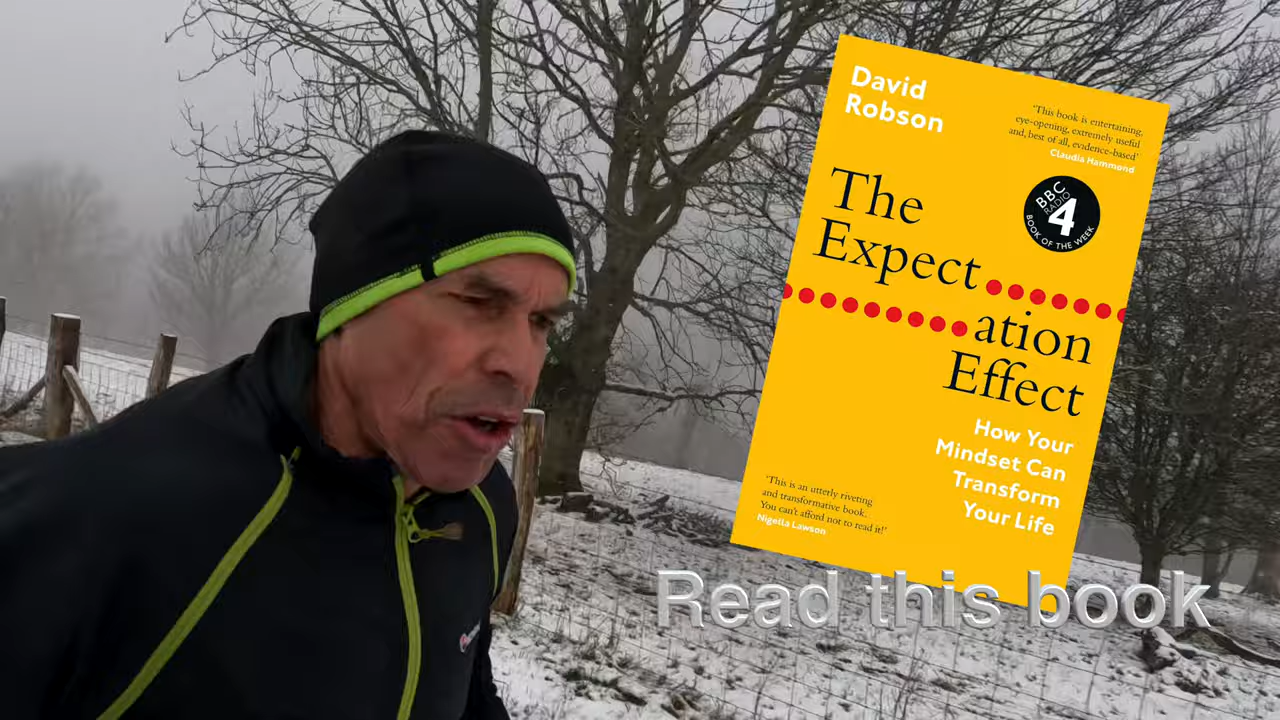 David
Robson
'This book is entertaining,
eye-opening, extremely useful
and, best of all, evidence-based'
Claudia Hammond
BBC
RADIO
4
BOOK OF THE WEEK
The
Expect
ation
Effect
How Your
Mindset Can
Transform
Your Life
'This is an utterly riveting
and transformative book.
You can't afford not to read it!'
Nigella Lawson
Read this book